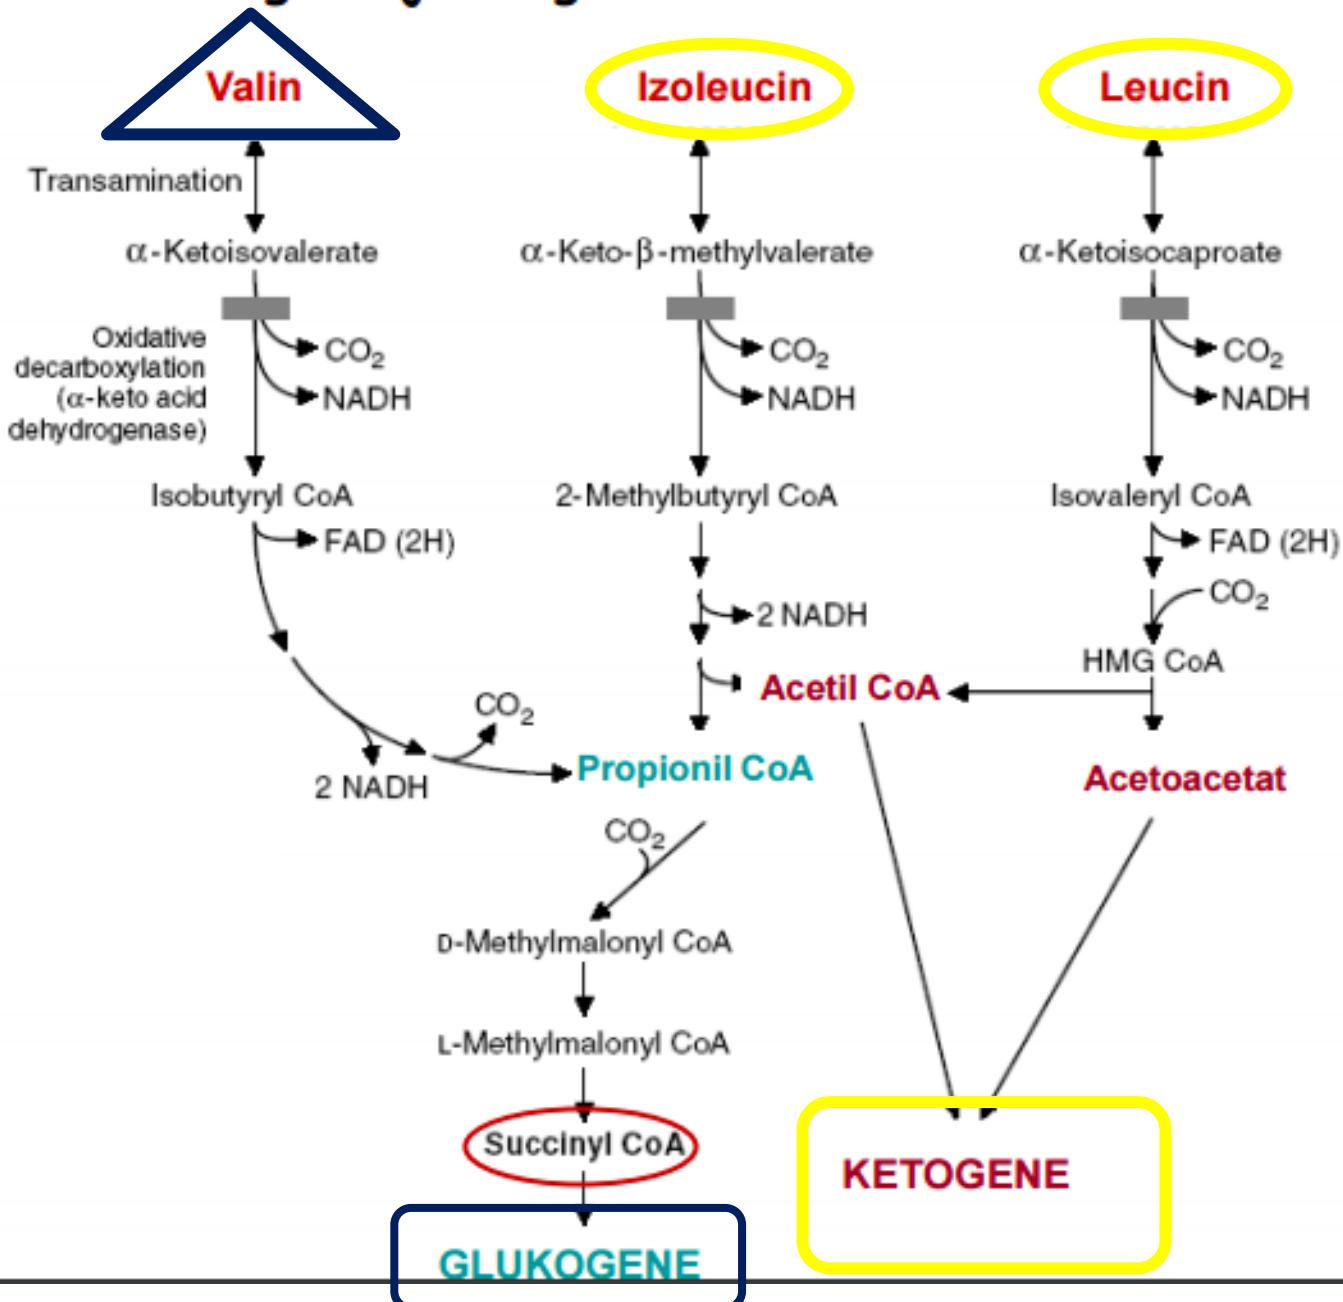 Valin
Izoleucin
Leucin
Transamination
α-Ketoisovalerate
α-Keto-β-methylvalerate
α-Ketoisocaproate
Oxidative
decarboxylation
(α-keto acid
dehydrogenase)
CO2
NADH
CO2
NADH
CO2
NADH
Isobutyryl CoA
2-Methylbutyryl CoA
Isovaleryl CoA
FAD (2H)
FAD (2H)
2 NADH
CO2
HMG CoA
Acetil CoA
CO2
2 NADH
Propionil CoA
Acetoacetat
CO2
D-Methylmalonyl CoA
L-Methylmalonyl CoA
Succinyl CoA
KETOGENE
GLUKOGENE